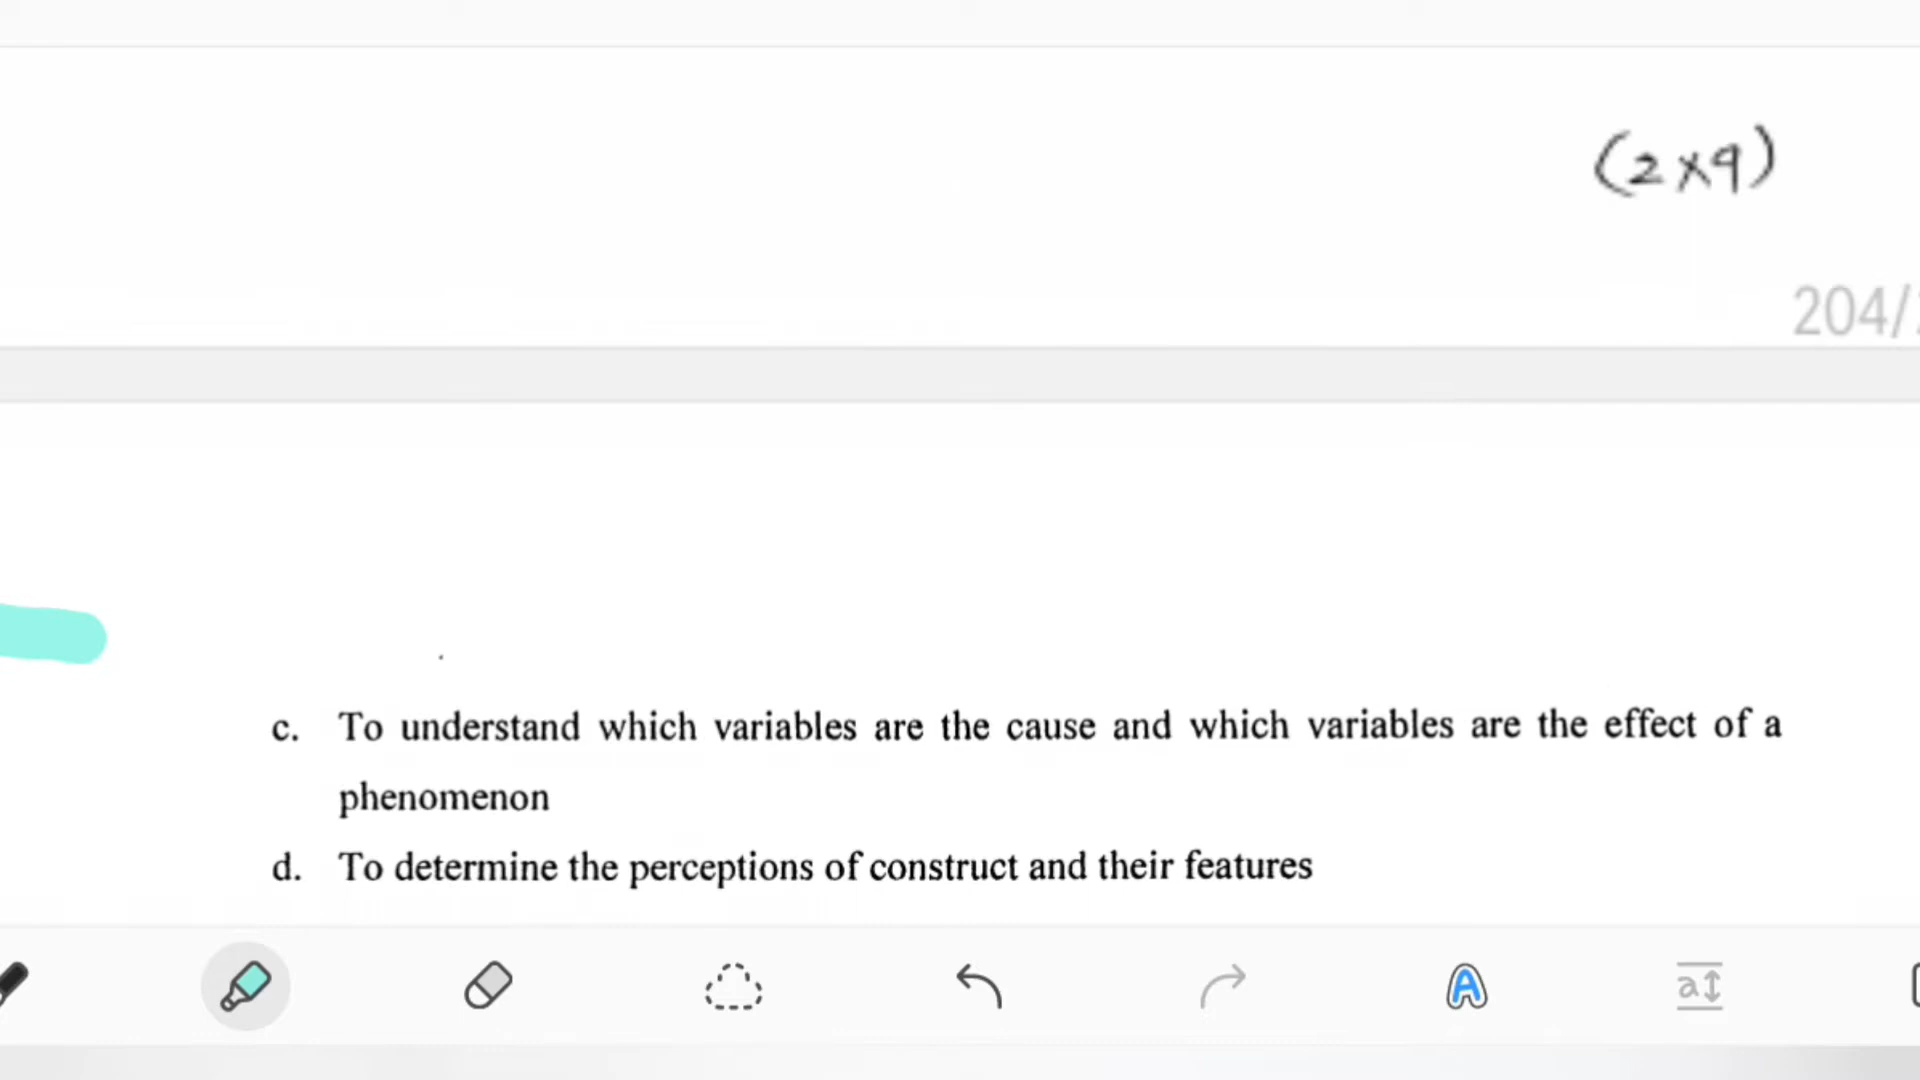 (2x9)
204/
c. To understand which variables are the cause and which variables are the effect of a
phenomenon
d. To determine the perceptions of construct and their features
A
a